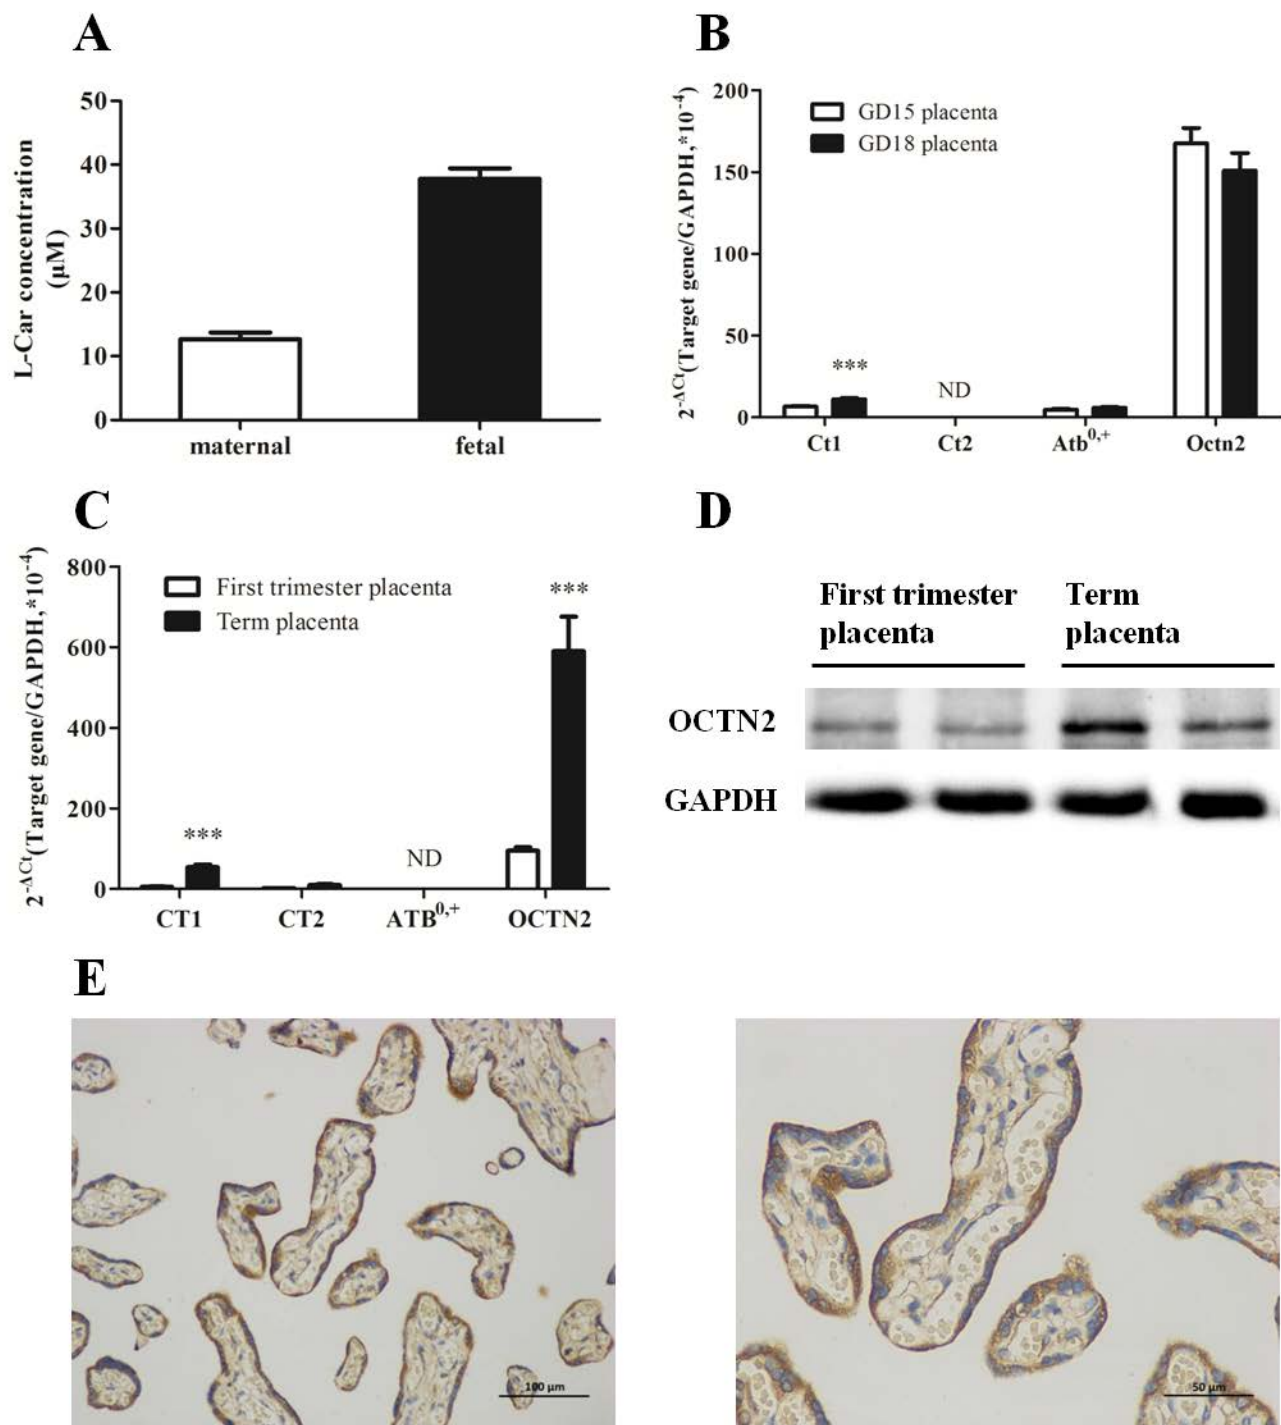 A
50
40
30
20
10
0
L-Car concentration
(µM)
maternal
fetal
B
200
150
100
50
0
2^-ΔCt(Target gene/GAPDH,*10^-4)
GD15 placenta
GD18 placenta
***
ND
Ct1
Ct2
Atb^0,+
Octn2
C
800
600
400
200
0
2^-ΔCt(Target gene/GAPDH,*10^-4)
First trimester placenta
Term placenta
***
***
ND
CT1
CT2
ATB^0,+
OCTN2
D
First trimester
placenta
Term
placenta
OCTN2
GAPDH
E
100 µm
50 µm